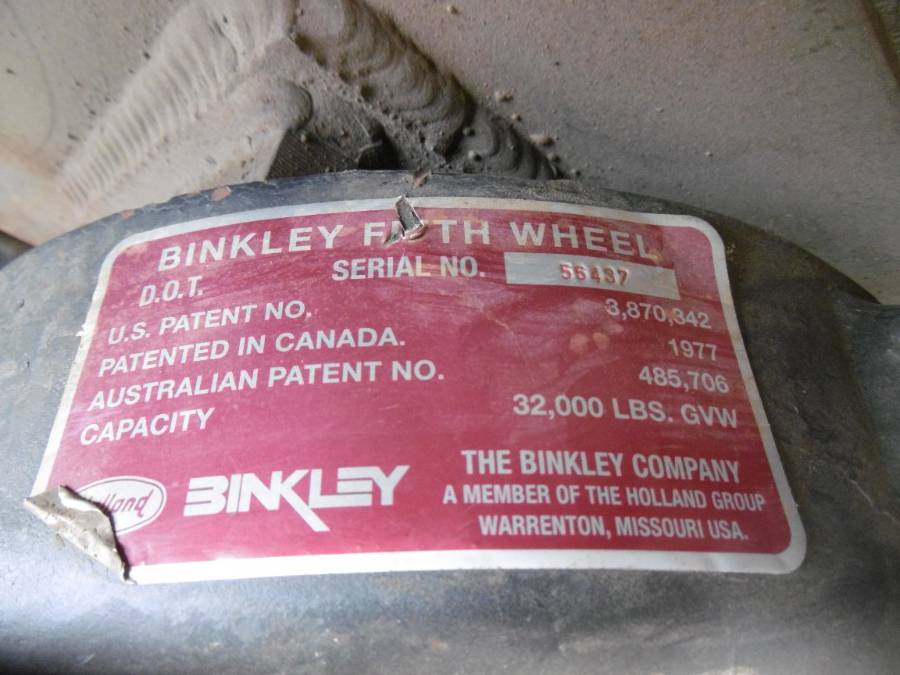 BINKLEY F TH WHEEL
SERIAL NO. 56437
D.O.T.
U.S. PATENT NO. 3,870,342
PATENTED IN CANADA. 1977
AUSTRALIAN PATENT NO. 485,706
CAPACITY 32,000 LBS. GVW
BINKLEY
THE BINKLEY COMPANY
A MEMBER OF THE HOLLAND GROUP
WARRENTON, MISSOURI USA.